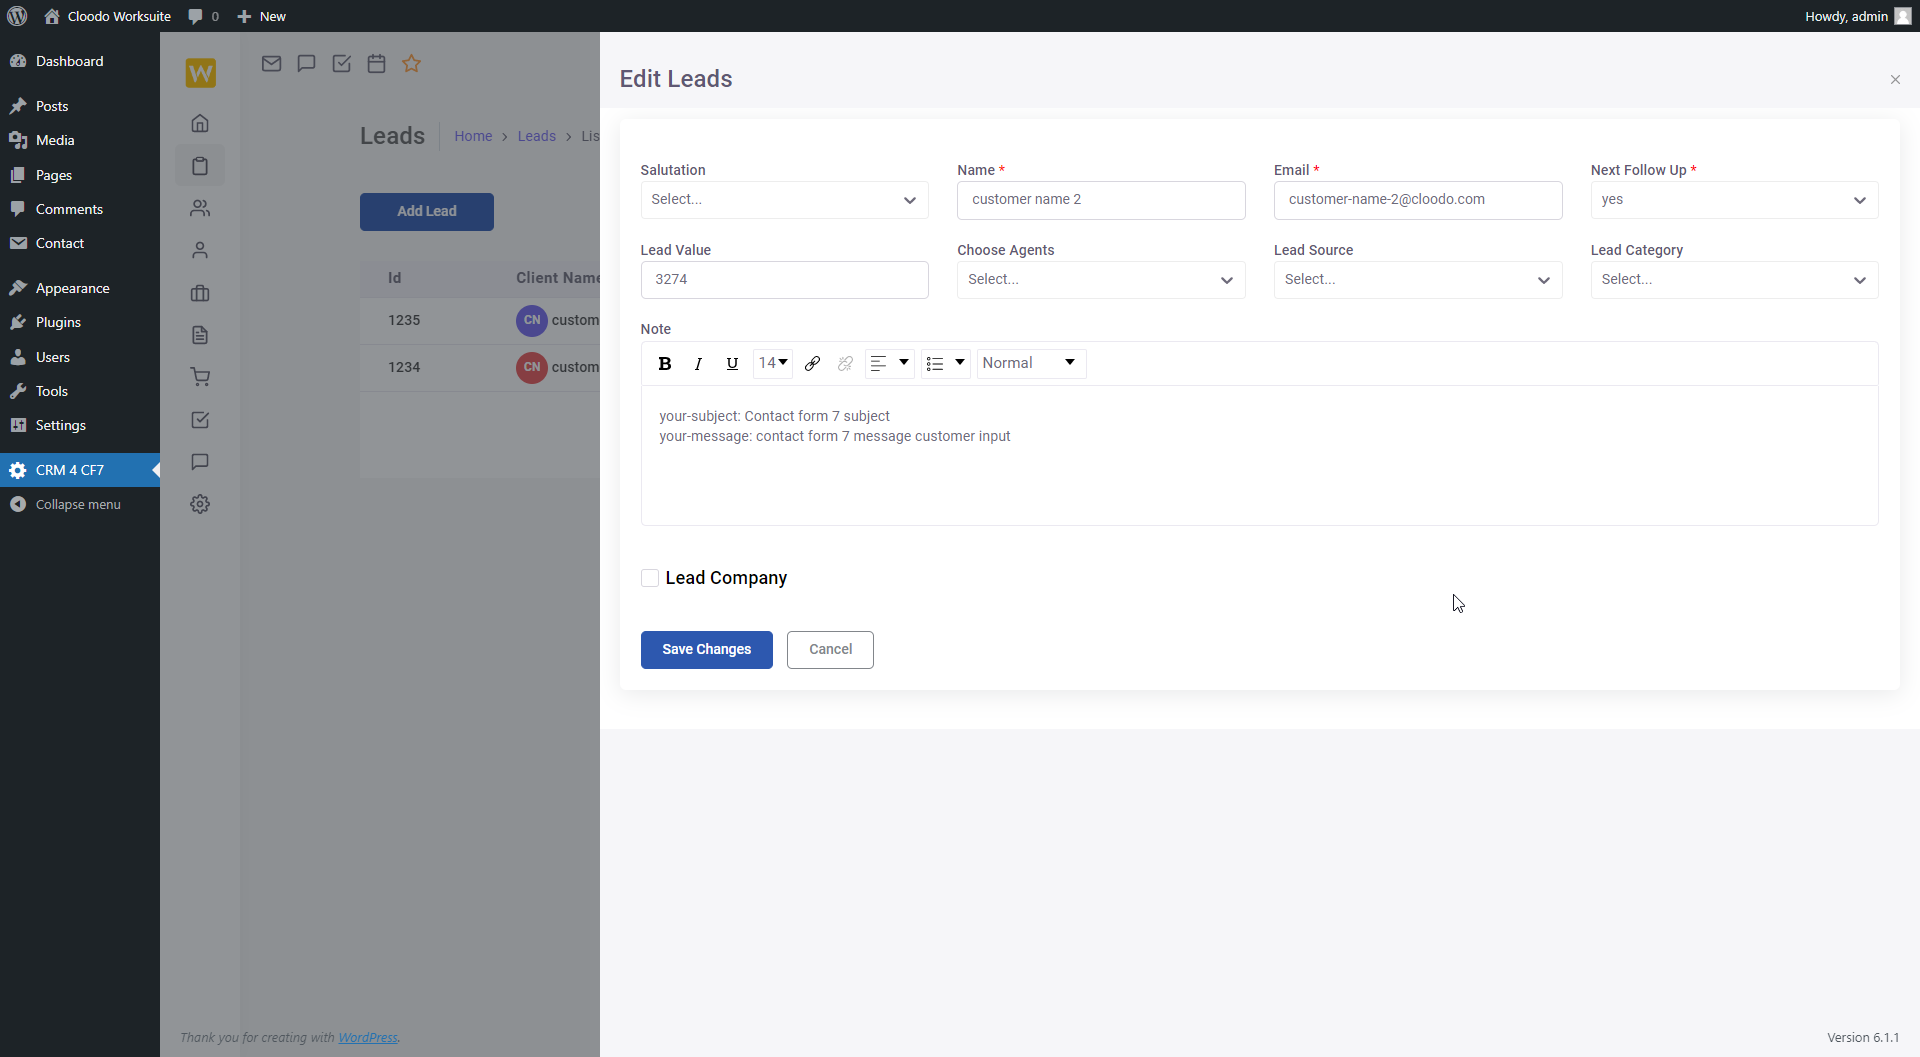 Cloodo Worksuite
0
New
Howdy, admin
Dashboard
Posts
Media
Pages
Comments
Contact
Appearance
Plugins
Users
Tools
Settings
CRM 4 CF7
Collapse menu
W
Leads
Home > Leads > Lis
Add Lead
Id Client Name
1235 CN custom
1234 CN custom
Edit Leads
×
Salutation Name * Email * Next Follow Up *
Select... customer name 2 customer-name-2@cloodo.com yes
Lead Value Choose Agents Lead Source Lead Category
3274 Select... Select... Select...
Note
B I U 14 Normal
your-subject: Contact form 7 subject
your-message: contact form 7 message customer input
Lead Company
Save Changes Cancel
Thank you for creating with WordPress.
Version 6.1.1